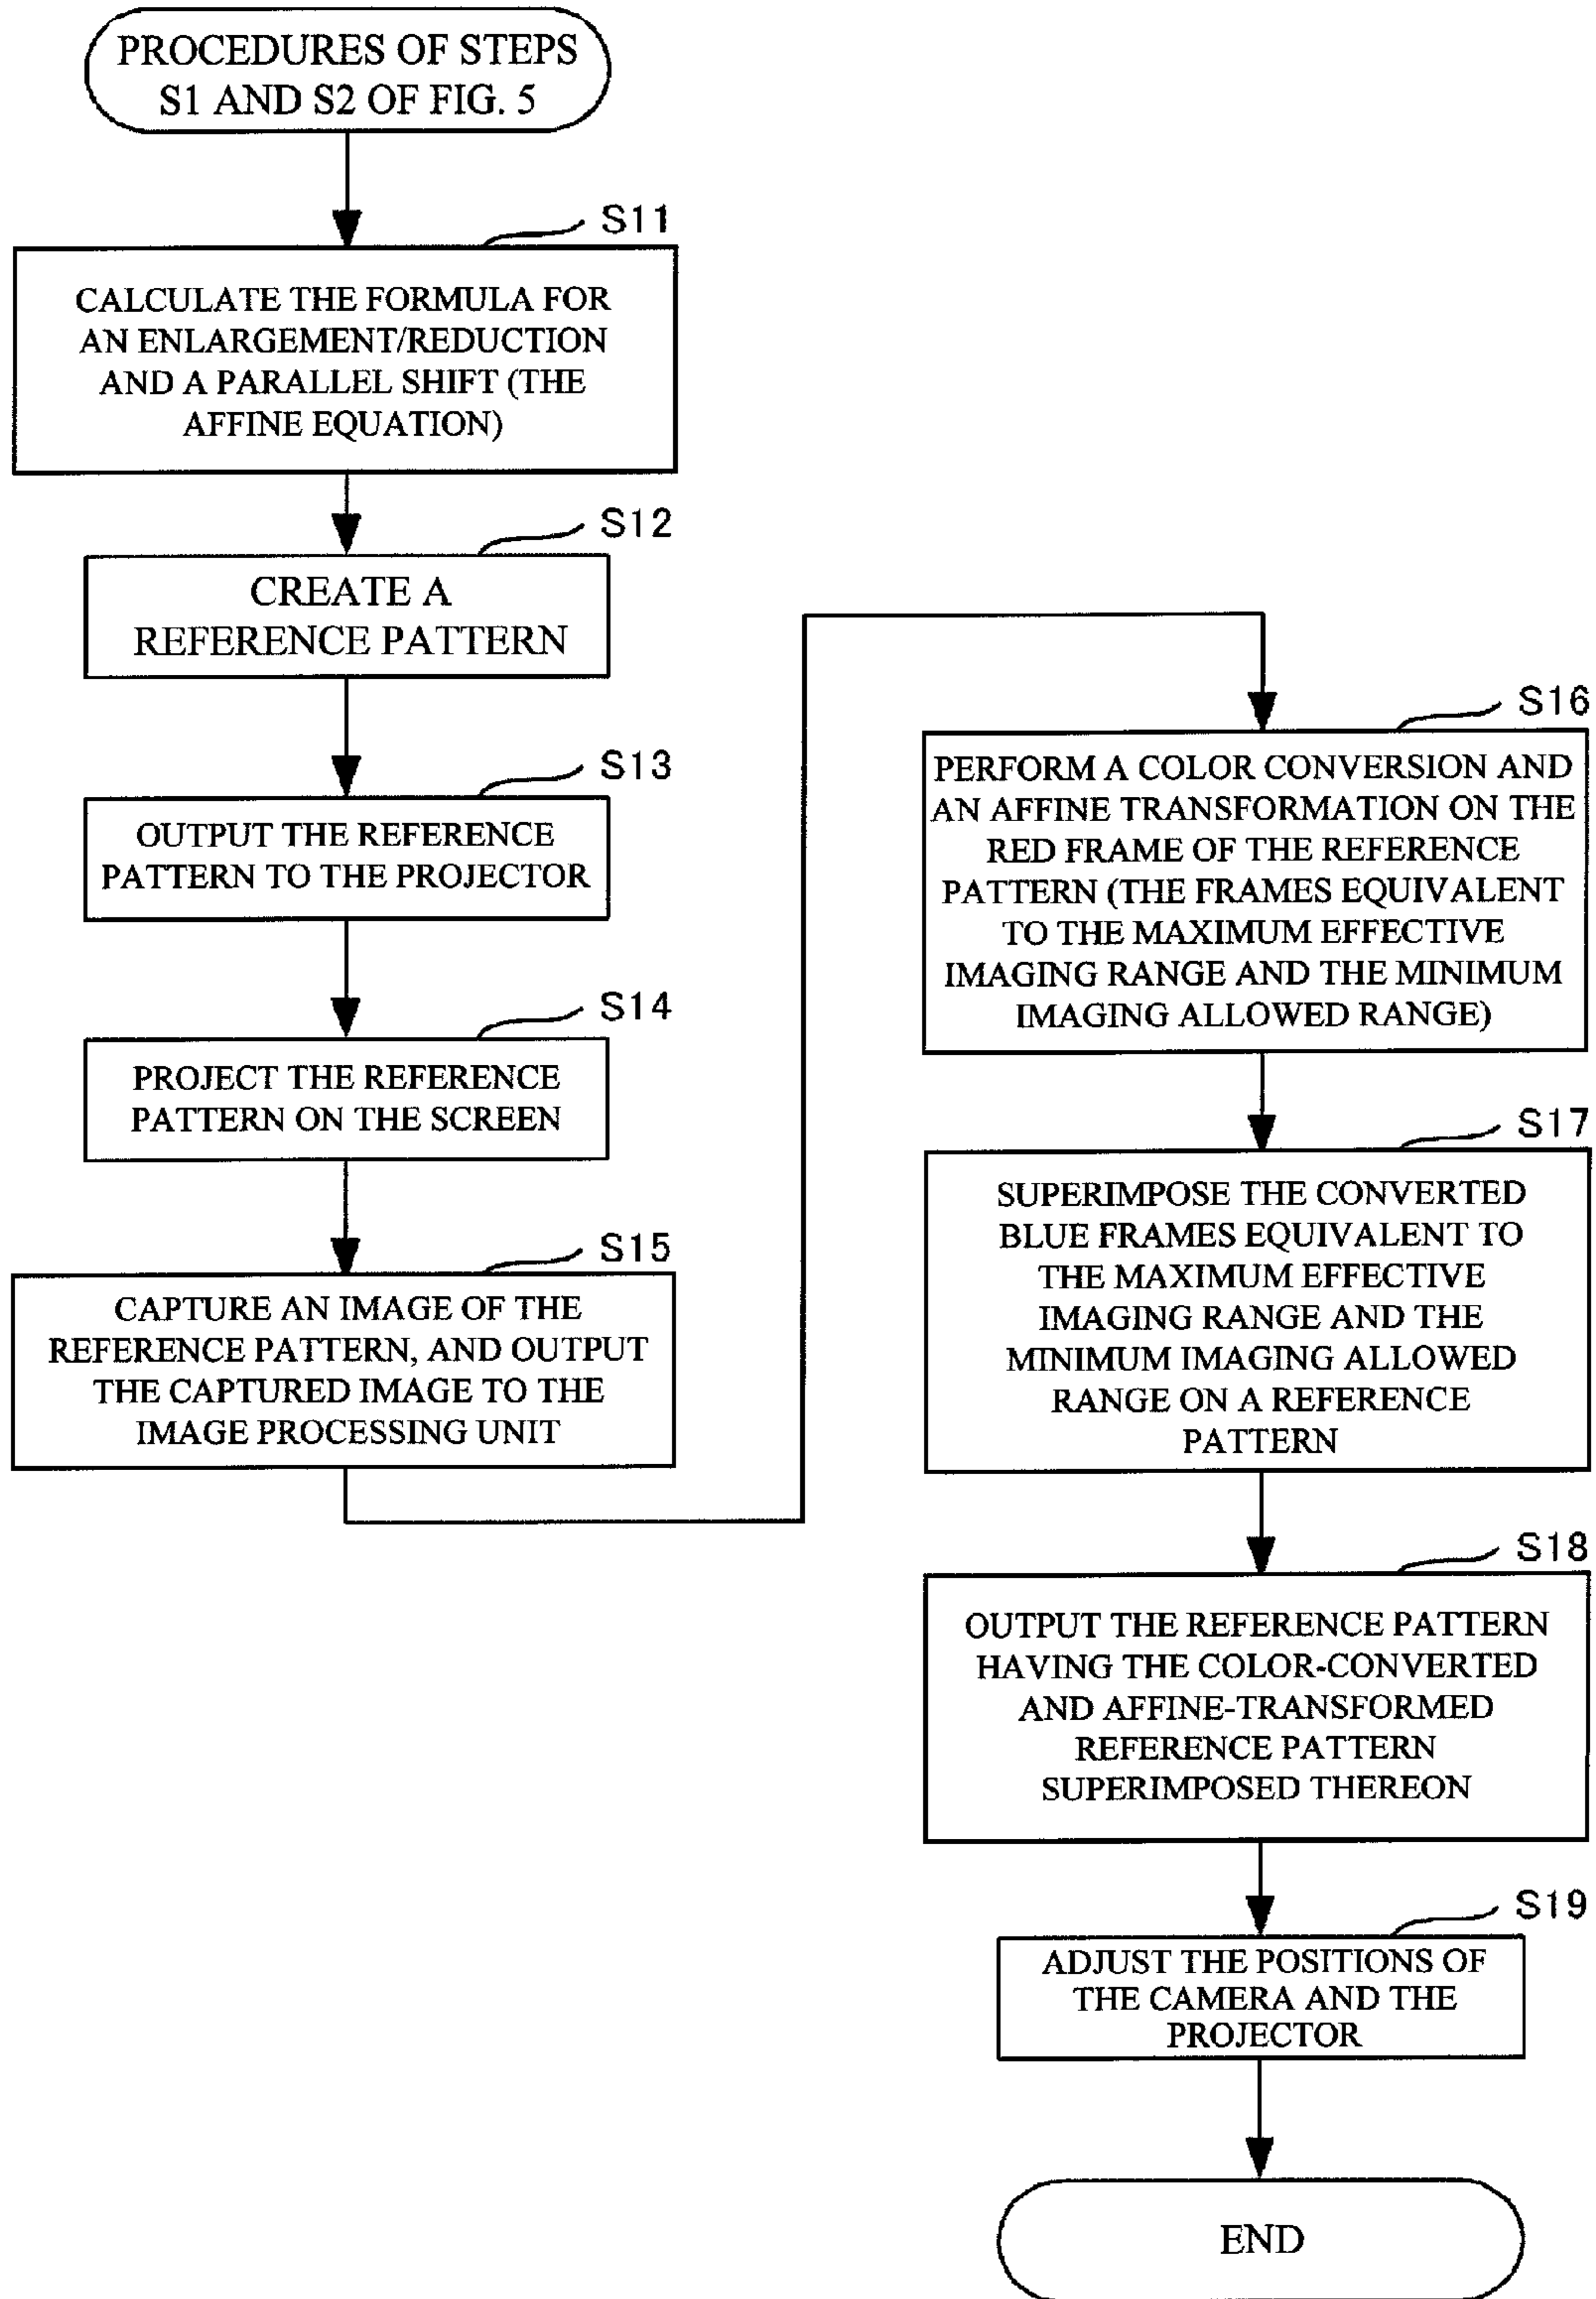 PROCEDURES OF STEPS
S1 AND S2 OF FIG. 5
S11
CALCULATE THE FORMULA FOR
AN ENLARGEMENT/REDUCTION
AND A PARALLEL SHIFT (THE
AFFINE EQUATION)
S12
CREATE A
REFERENCE PATTERN
S13
OUTPUT THE REFERENCE
PATTERN TO THE PROJECTOR
S14
PROJECT THE REFERENCE
PATTERN ON THE SCREEN
S15
CAPTURE AN IMAGE OF THE
REFERENCE PATTERN, AND OUTPUT
THE CAPTURED IMAGE TO THE
IMAGE PROCESSING UNIT
S16
PERFORM A COLOR CONVERSION AND
AN AFFINE TRANSFORMATION ON THE
RED FRAME OF THE REFERENCE
PATTERN (THE FRAMES EQUIVALENT
TO THE MAXIMUM EFFECTIVE
IMAGING RANGE AND THE MINIMUM
IMAGING ALLOWED RANGE)
S17
SUPERIMPOSE THE CONVERTED
BLUE FRAMES EQUIVALENT TO
THE MAXIMUM EFFECTIVE
IMAGING RANGE AND THE
MINIMUM IMAGING ALLOWED
RANGE ON A REFERENCE
PATTERN
S18
OUTPUT THE REFERENCE PATTERN
HAVING THE COLOR-CONVERTED
AND AFFINE-TRANSFORMED
REFERENCE PATTERN
SUPERIMPOSED THEREON
S19
ADJUST THE POSITIONS OF
THE CAMERA AND THE
PROJECTOR
END